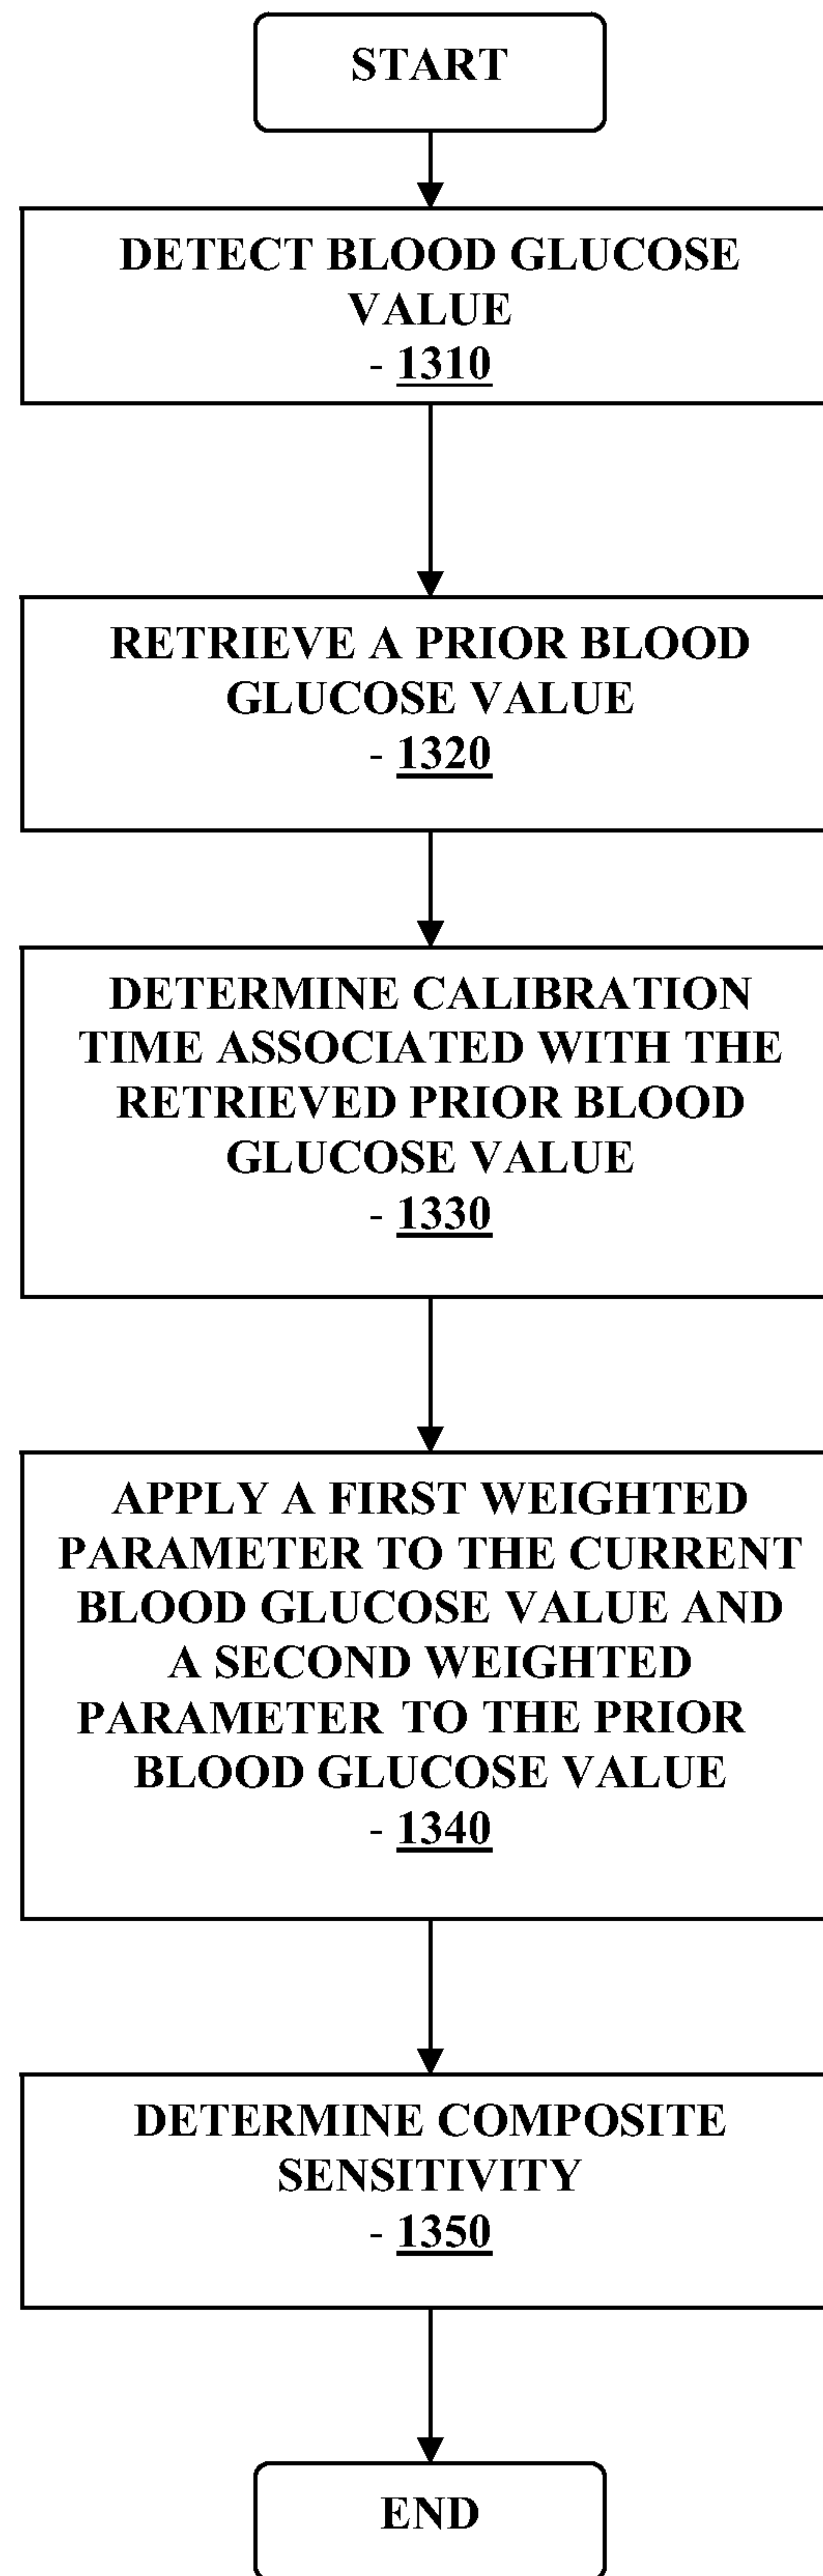 START
DETECT BLOOD GLUCOSE
VALUE
- 1310
RETRIEVE A PRIOR BLOOD
GLUCOSE VALUE
- 1320
DETERMINE CALIBRATION
TIME ASSOCIATED WITH THE
RETRIEVED PRIOR BLOOD
GLUCOSE VALUE
- 1330
APPLY A FIRST WEIGHTED
PARAMETER TO THE CURRENT
BLOOD GLUCOSE VALUE AND
A SECOND WEIGHTED
PARAMETER TO THE PRIOR
BLOOD GLUCOSE VALUE
- 1340
DETERMINE COMPOSITE
SENSITIVITY
- 1350
END